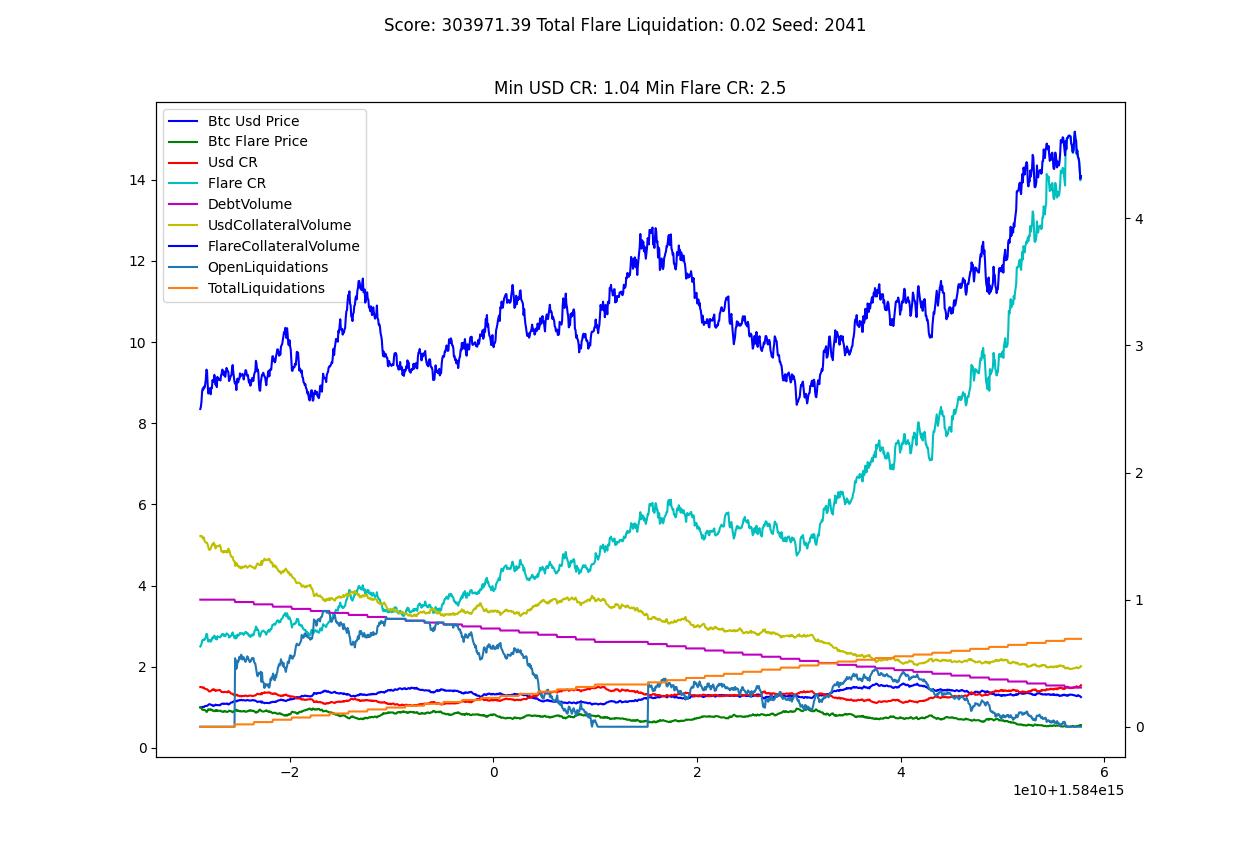 Score: 303971.39 Total Flare Liquidation: 0.02 Seed: 2041
Min USD CR: 1.04 Min Flare CR: 2.5
Btc Usd Price
Btc Flare Price
Usd CR
Flare CR
DebtVolume
UsdCollateralVolume
FlareCollateralVolume
OpenLiquidations
TotalLiquidations
14
12
10
8
6
4
2
0
4
3
2
1
0
−2
0
2
4
6
1e10+1.584e15